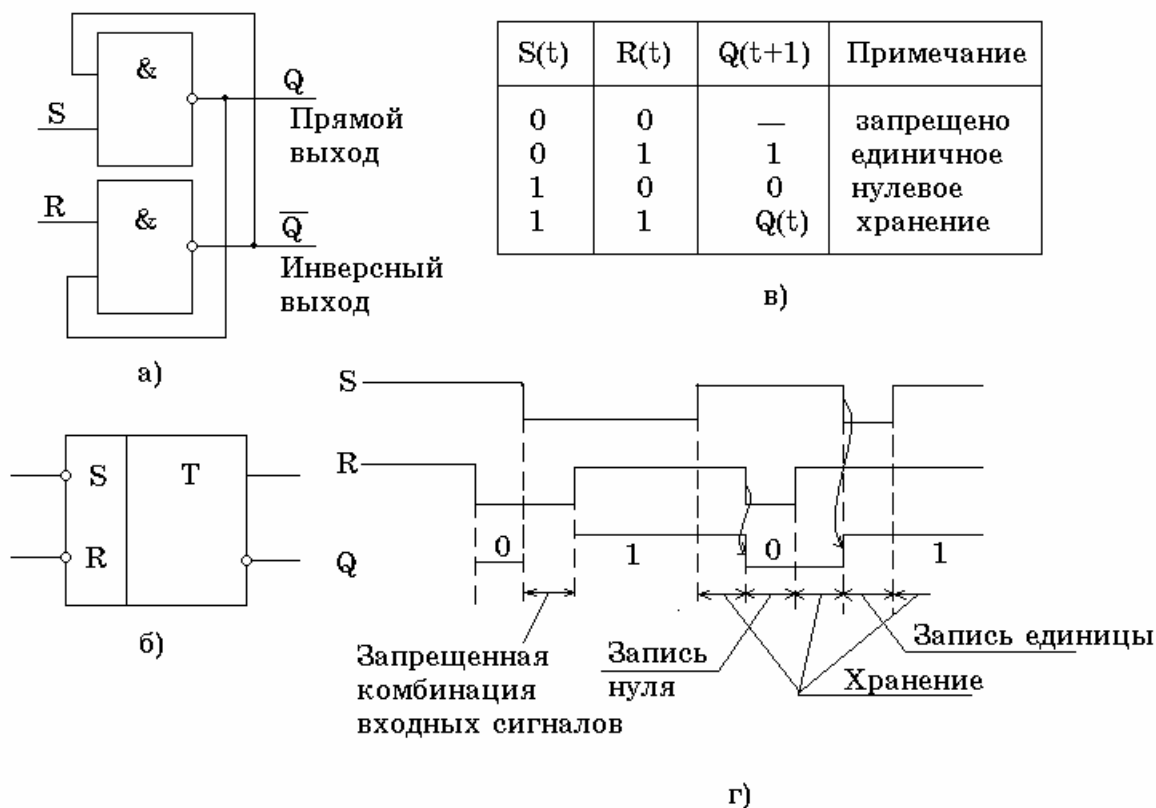 &
Q
S
Прямой
выход
R
&
Q̅
Инверсный
выход
а)
S(t) R(t) Q(t+1) Примечание
0 0 — запрещено
0 1 1 единичное
1 0 0 нулевое
1 1 Q(t) хранение
в)
S T
R
б)
S
R
Q
0 1 0 1
Запрещенная
комбинация
входных сигналов
Запись
нуля
Запись единицы
Хранение
г)